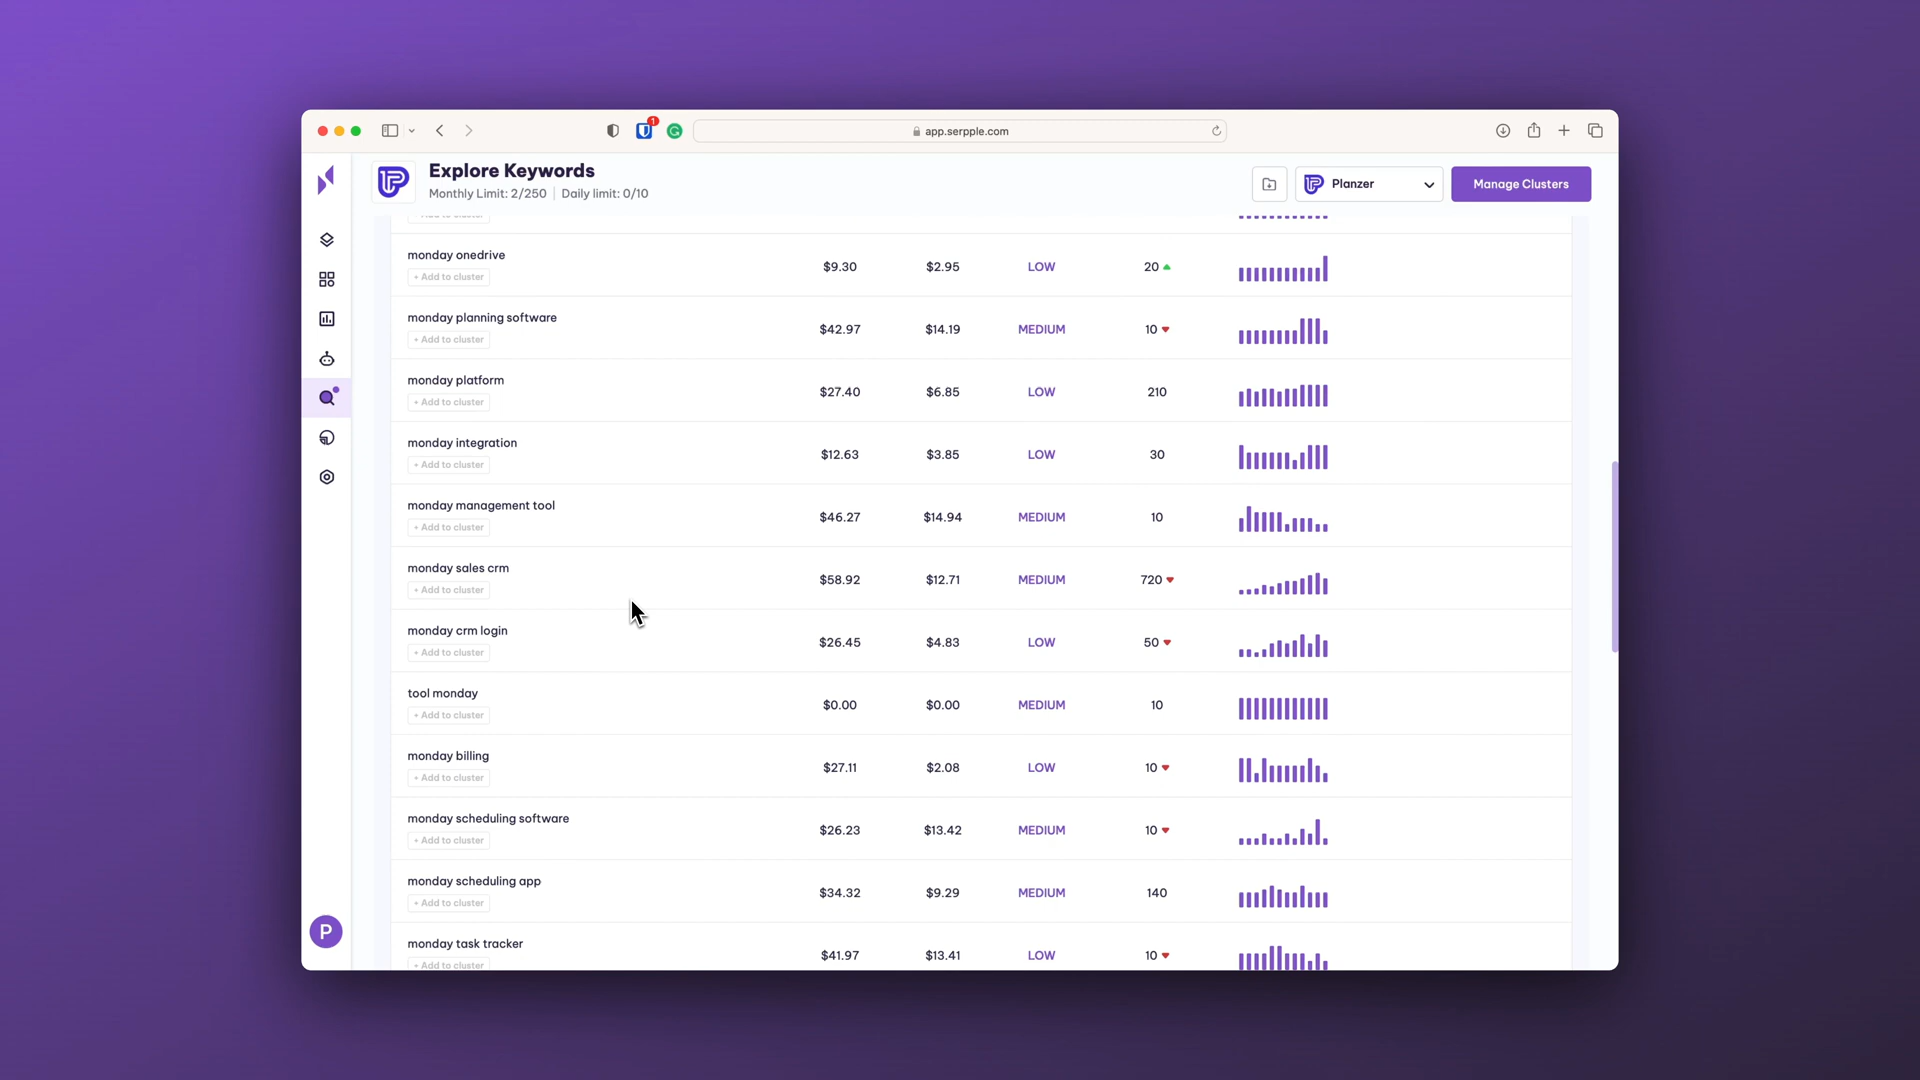 1
app.serpple.com
Explore Keywords
Monthly Limit: 2/250 | Daily limit: 0/10
Planzer
Manage Clusters
+ Add to cluster
monday onedrive $9.30 $2.95 LOW 20
+ Add to cluster
monday planning software $42.97 $14.19 MEDIUM 10
+ Add to cluster
monday platform $27.40 $6.85 LOW 210
+ Add to cluster
monday integration $12.63 $3.85 LOW 30
+ Add to cluster
monday management tool $46.27 $14.94 MEDIUM 10
+ Add to cluster
monday sales crm $58.92 $12.71 MEDIUM 720
+ Add to cluster
monday crm login $26.45 $4.83 LOW 50
+ Add to cluster
tool monday $0.00 $0.00 MEDIUM 10
+ Add to cluster
monday billing $27.11 $2.08 LOW 10
+ Add to cluster
monday scheduling software $26.23 $13.42 MEDIUM 10
+ Add to cluster
monday scheduling app $34.32 $9.29 MEDIUM 140
+ Add to cluster
monday task tracker $41.97 $13.41 LOW 10
+ Add to cluster
P